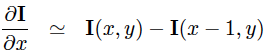 ∂I/∂x ≃ I(x, y) − I(x − 1, y)